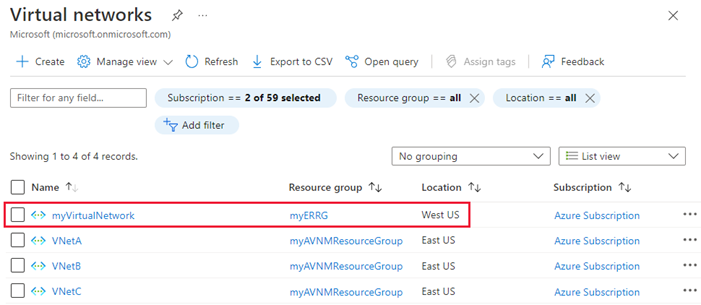 Virtual networks
Microsoft (microsoft.onmicrosoft.com)
Create Manage view Refresh Export to CSV Open query Assign tags Feedback
Filter for any field... Subscription == 2 of 59 selected Resource group == all Location == all
Add filter
Showing 1 to 4 of 4 records. No grouping List view
Name Resource group Location Subscription
myVirtualNetwork myERRG West US Azure Subscription
VNetA myAVNMResourceGroup East US Azure Subscription
VNetB myAVNMResourceGroup East US Azure Subscription
VNetC myAVNMResourceGroup East US Azure Subscription